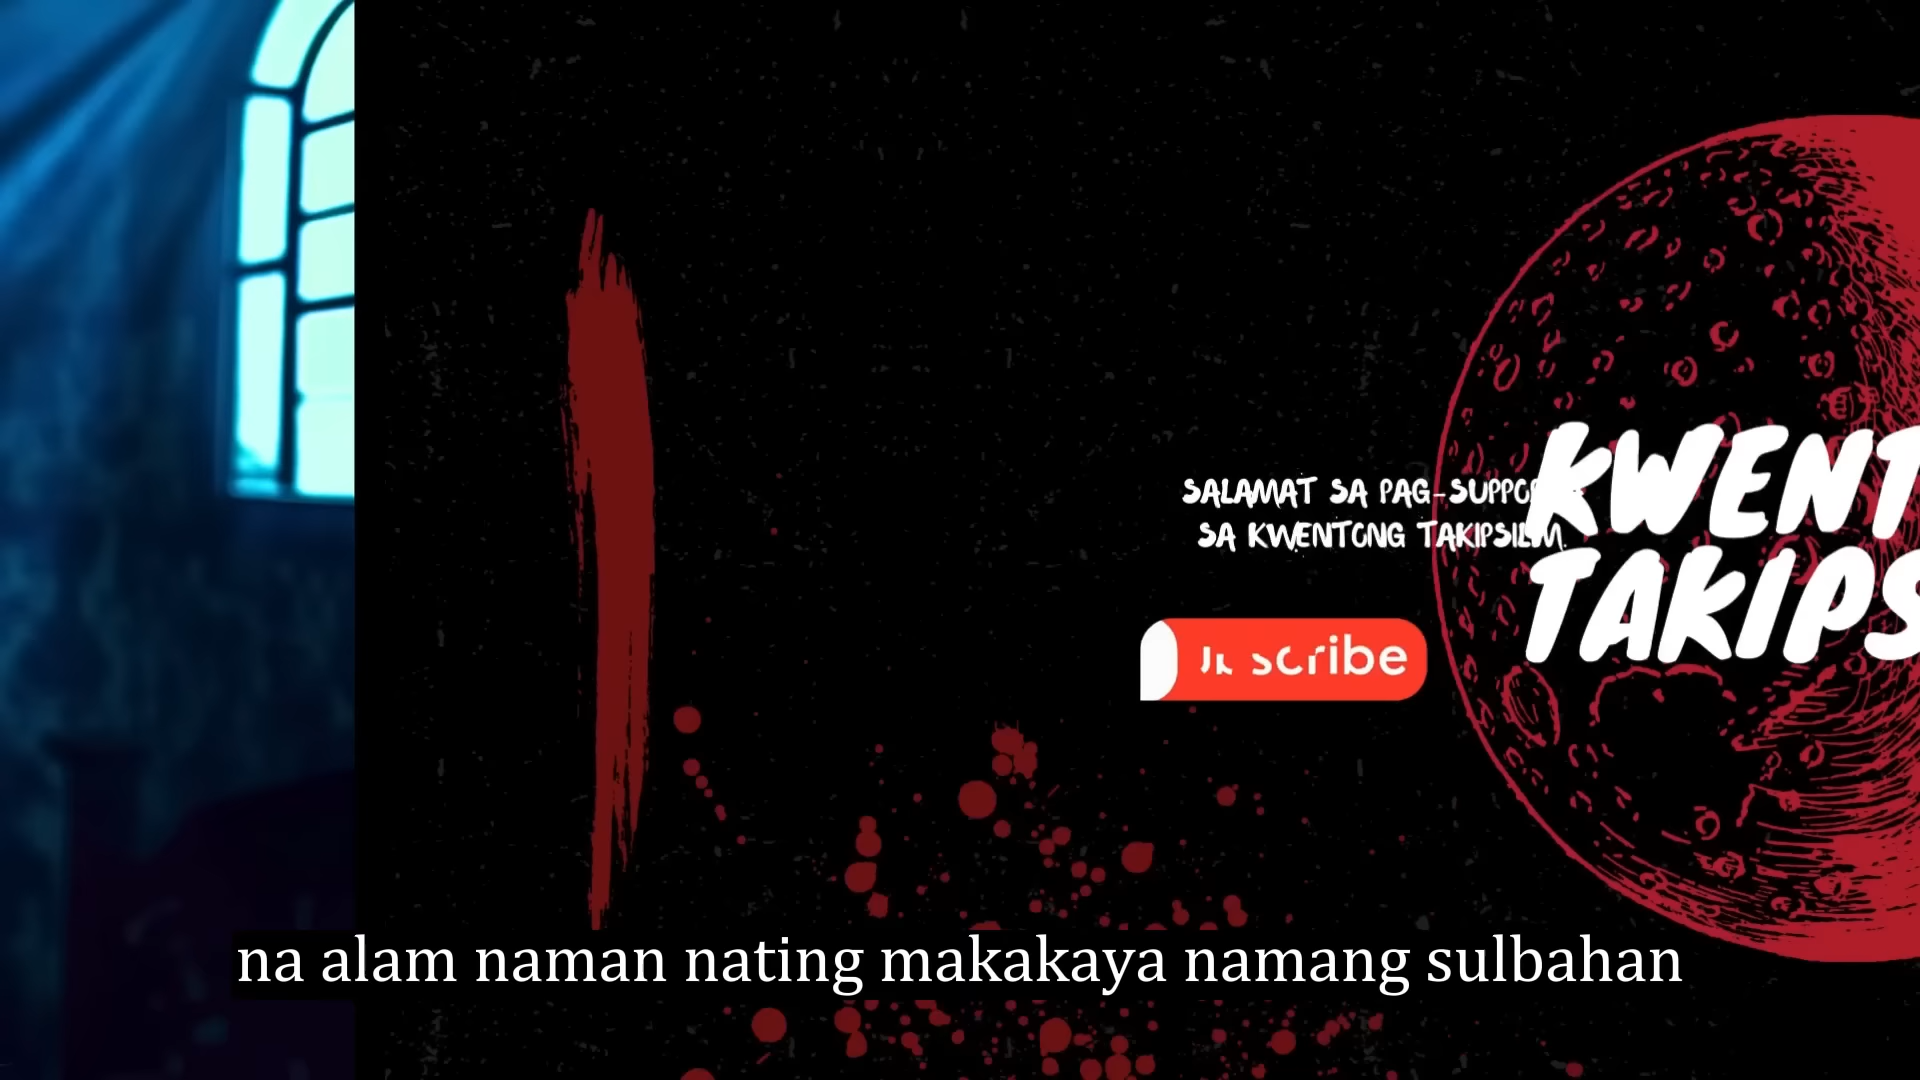 SALAMAT SA PAG-SUPPO
SA KWENTONG TAKIPSILIM.
KWENT
TAKIPS
scribe
na alam naman nating makakaya namang sulbahan